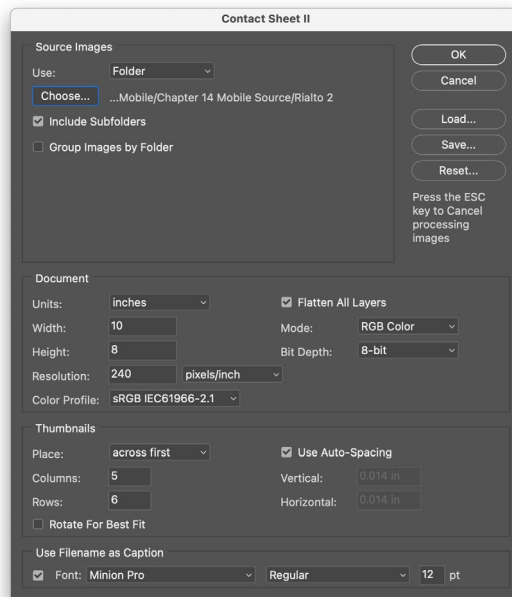 Contact Sheet II
Source Images
Use: Folder
Choose... ...Mobile/Chapter 14 Mobile Source/Rialto 2
Include Subfolders
Group Images by Folder
OK
Cancel
Load...
Save...
Reset...
Press the ESC
key to Cancel
processing
images
Document
Units: inches
Width: 10
Height: 8
Resolution: 240 pixels/inch
Color Profile: sRGB IEC61966-2.1
Flatten All Layers
Mode: RGB Color
Bit Depth: 8-bit
Thumbnails
Place: across first
Columns: 5
Rows: 6
Rotate For Best Fit
Use Auto-Spacing
Vertical: 0.014 in
Horizontal: 0.014 in
Use Filename as Caption
Font: Minion Pro Regular 12 pt